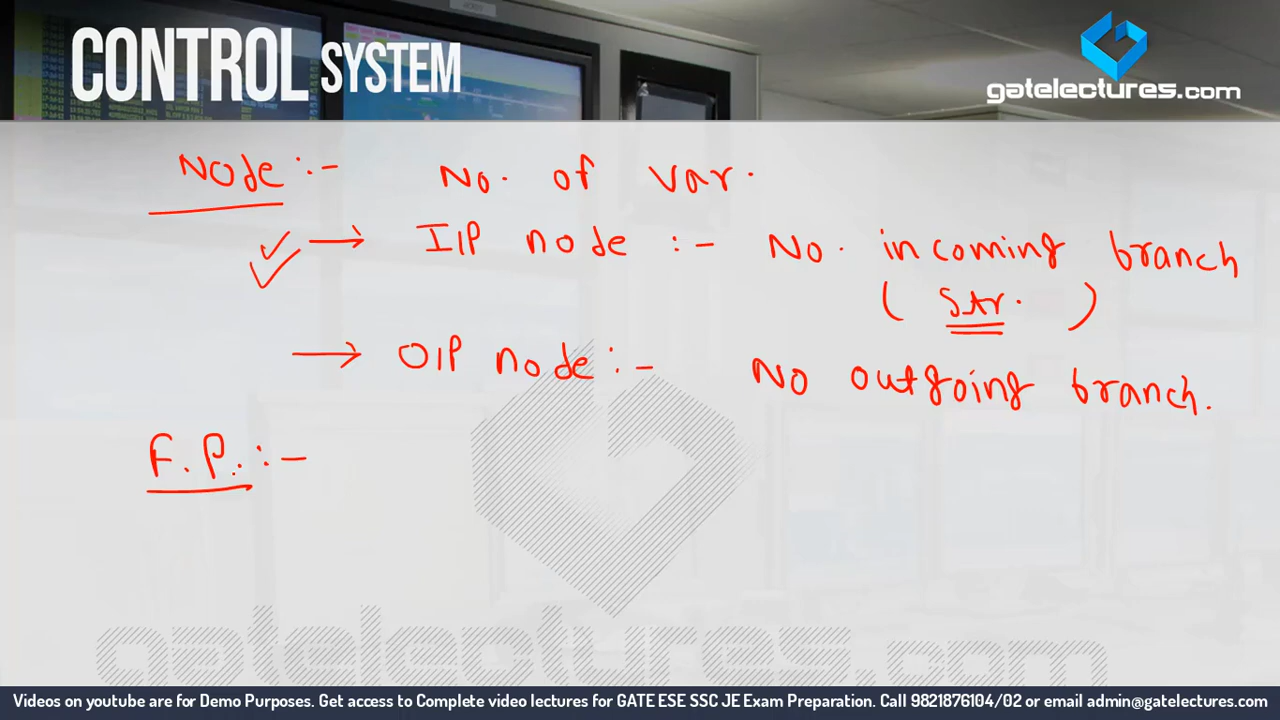 CONTROL SYSTEM
gatelectures.com
Node :- No. of var.
→ I/P node :- No. incoming branch
( Str. )
→ O/P node :- No outgoing branch.
F.P. :-
gatelectures.com
Videos on youtube are for Demo Purposes. Get access to Complete video lectures for GATE ESE SSC JE Exam Preparation. Call 9821876104/02 or email admin@gatelectures.com